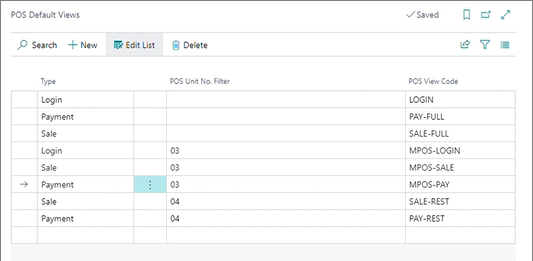 POS Default Views
Saved
Search
New
Edit List
Delete
Type POS Unit No. Filter POS View Code
Login LOGIN
Payment PAY-FULL
Sale SALE-FULL
Login 03 MPOS-LOGIN
Sale 03 MPOS-SALE
Payment 03 MPOS-PAY
Sale 04 SALE-REST
Payment 04 PAY-REST